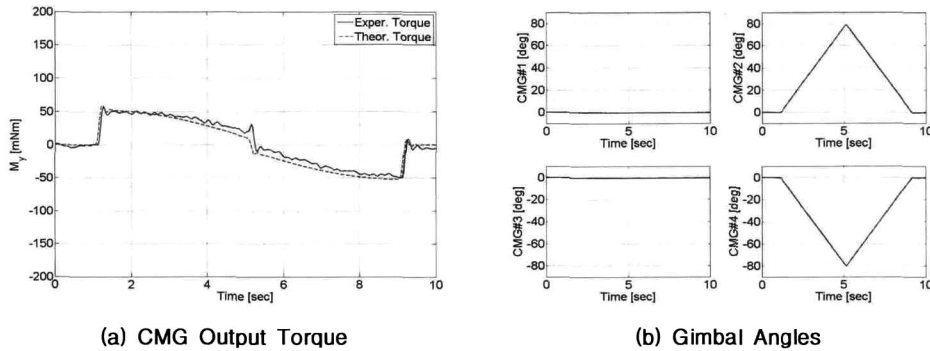 200
150
100
50
0
-50
-100
-150
-200
M_y [mNm]
Exper. Torque
Theor. Torque
0 2 4 6 8 10
Time [sec]
(a) CMG Output Torque
80
60
40
20
0
CMG#1 [deg]
0 5 10
Time [sec]
80
60
40
20
0
CMG#2 [deg]
0 5 10
Time [sec]
0
-20
-40
-60
-80
CMG#3 [deg]
0 5 10
Time [sec]
0
-20
-40
-60
-80
CMG#4 [deg]
0 5 10
Time [sec]
(b) Gimbal Angles